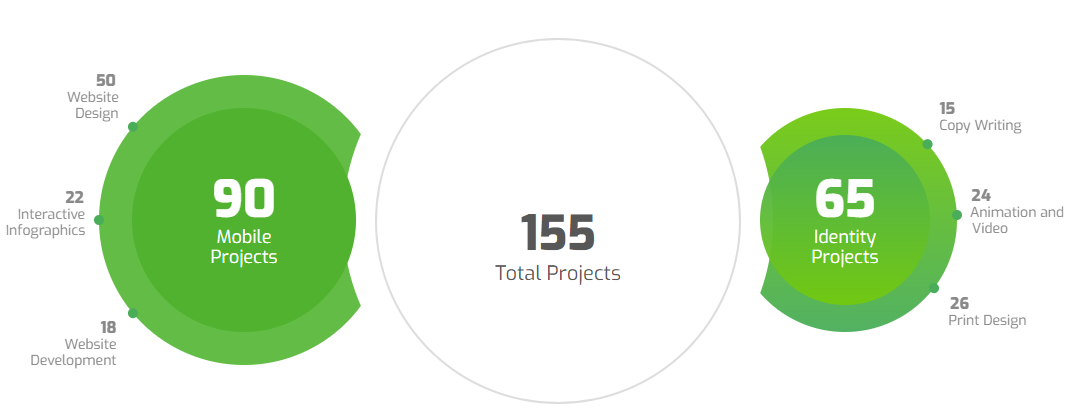 50
Website
Design
22
Interactive
Infographics
18
Website
Development
90
Mobile
Projects
155
Total Projects
65
Identity
Projects
15
Copy Writing
24
Animation and
Video
26
Print Design